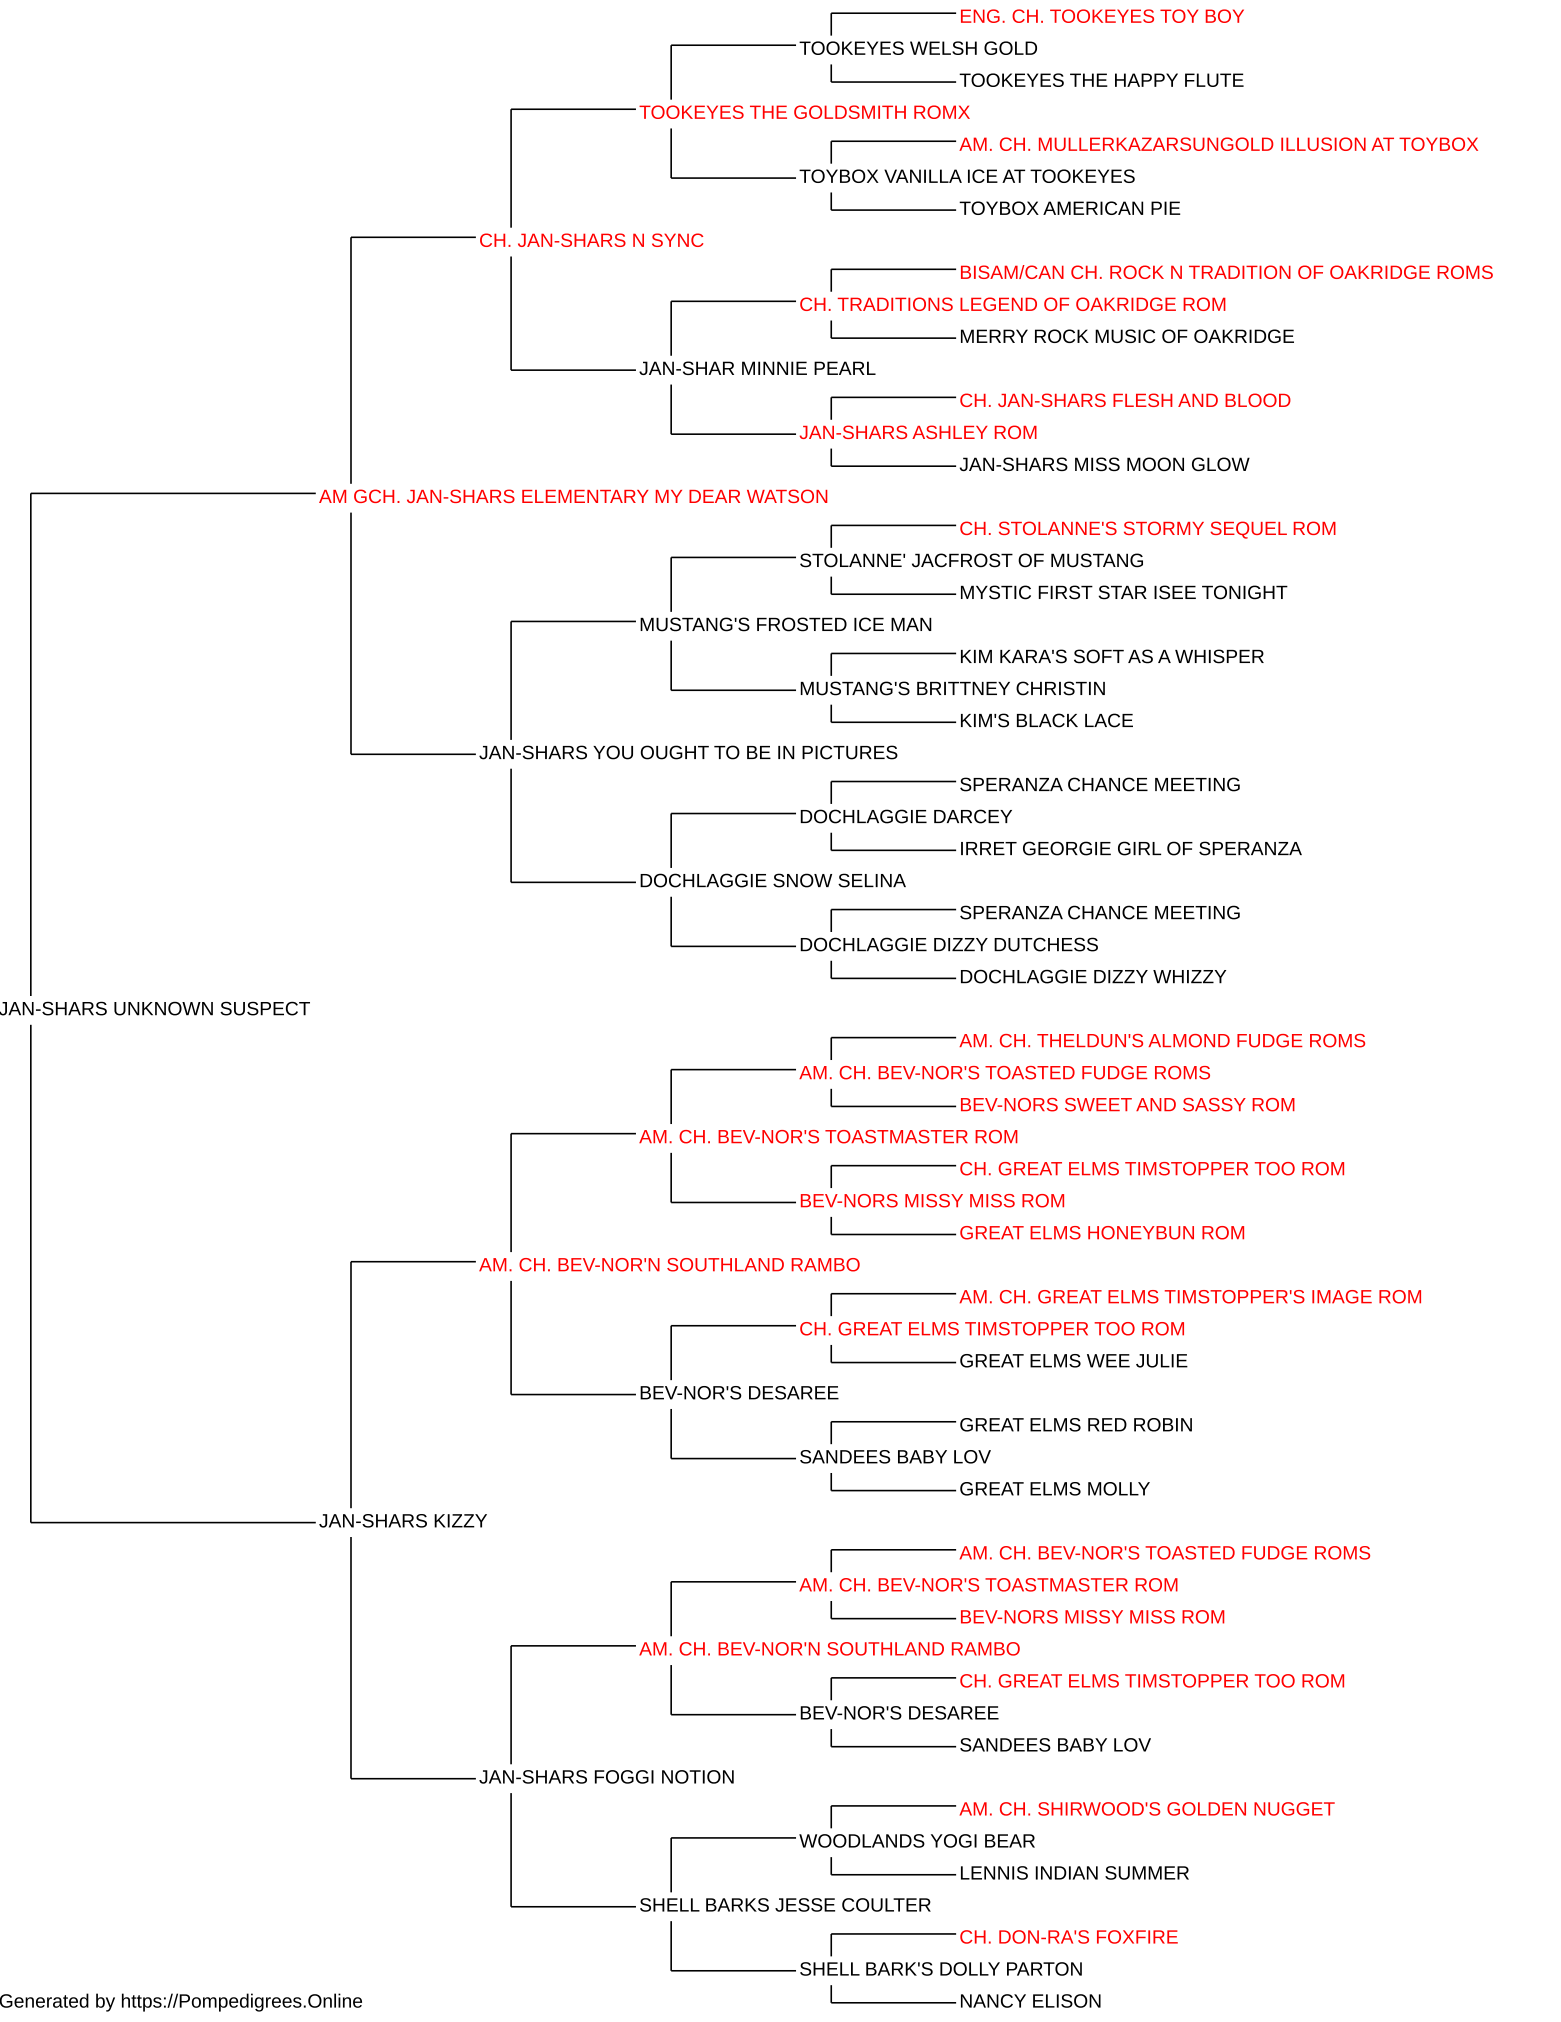 ENG. CH. TOOKEYES TOY BOY
TOOKEYES WELSH GOLD
TOOKEYES THE HAPPY FLUTE
TOOKEYES THE GOLDSMITH ROMX
AM. CH. MULLERKAZARSUNGOLD ILLUSION AT TOYBOX
TOYBOX VANILLA ICE AT TOOKEYES
TOYBOX AMERICAN PIE
CH. JAN-SHARS N SYNC
BISAM/CAN CH. ROCK N TRADITION OF OAKRIDGE ROMS
CH. TRADITIONS LEGEND OF OAKRIDGE ROM
MERRY ROCK MUSIC OF OAKRIDGE
JAN-SHAR MINNIE PEARL
CH. JAN-SHARS FLESH AND BLOOD
JAN-SHARS ASHLEY ROM
JAN-SHARS MISS MOON GLOW
AM GCH. JAN-SHARS ELEMENTARY MY DEAR WATSON
CH. STOLANNE'S STORMY SEQUEL ROM
STOLANNE' JACFROST OF MUSTANG
MYSTIC FIRST STAR ISEE TONIGHT
MUSTANG'S FROSTED ICE MAN
KIM KARA'S SOFT AS A WHISPER
MUSTANG'S BRITTNEY CHRISTIN
KIM'S BLACK LACE
JAN-SHARS YOU OUGHT TO BE IN PICTURES
SPERANZA CHANCE MEETING
DOCHLAGGIE DARCEY
IRRET GEORGIE GIRL OF SPERANZA
DOCHLAGGIE SNOW SELINA
SPERANZA CHANCE MEETING
DOCHLAGGIE DIZZY DUTCHESS
DOCHLAGGIE DIZZY WHIZZY
JAN-SHARS UNKNOWN SUSPECT
AM. CH. THELDUN'S ALMOND FUDGE ROMS
AM. CH. BEV-NOR'S TOASTED FUDGE ROMS
BEV-NORS SWEET AND SASSY ROM
AM. CH. BEV-NOR'S TOASTMASTER ROM
CH. GREAT ELMS TIMSTOPPER TOO ROM
BEV-NORS MISSY MISS ROM
GREAT ELMS HONEYBUN ROM
AM. CH. BEV-NOR'N SOUTHLAND RAMBO
AM. CH. GREAT ELMS TIMSTOPPER'S IMAGE ROM
CH. GREAT ELMS TIMSTOPPER TOO ROM
GREAT ELMS WEE JULIE
BEV-NOR'S DESAREE
GREAT ELMS RED ROBIN
SANDEES BABY LOV
GREAT ELMS MOLLY
JAN-SHARS KIZZY
AM. CH. BEV-NOR'S TOASTED FUDGE ROMS
AM. CH. BEV-NOR'S TOASTMASTER ROM
BEV-NORS MISSY MISS ROM
AM. CH. BEV-NOR'N SOUTHLAND RAMBO
CH. GREAT ELMS TIMSTOPPER TOO ROM
BEV-NOR'S DESAREE
SANDEES BABY LOV
JAN-SHARS FOGGI NOTION
AM. CH. SHIRWOOD'S GOLDEN NUGGET
WOODLANDS YOGI BEAR
LENNIS INDIAN SUMMER
SHELL BARKS JESSE COULTER
CH. DON-RA'S FOXFIRE
SHELL BARK'S DOLLY PARTON
NANCY ELISON
Generated by https://Pompedigrees.Online